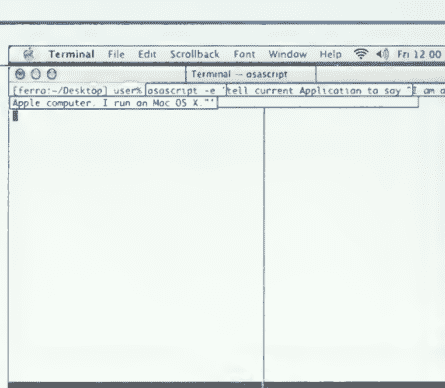 Terminal File Edit Scrollback Font Window Help Fri 12 00
Terminal — osascript
[ferro:~/Desktop] user% osascript -e 'tell current Application to say "I am a
Apple computer. I run on Mac OS X."'